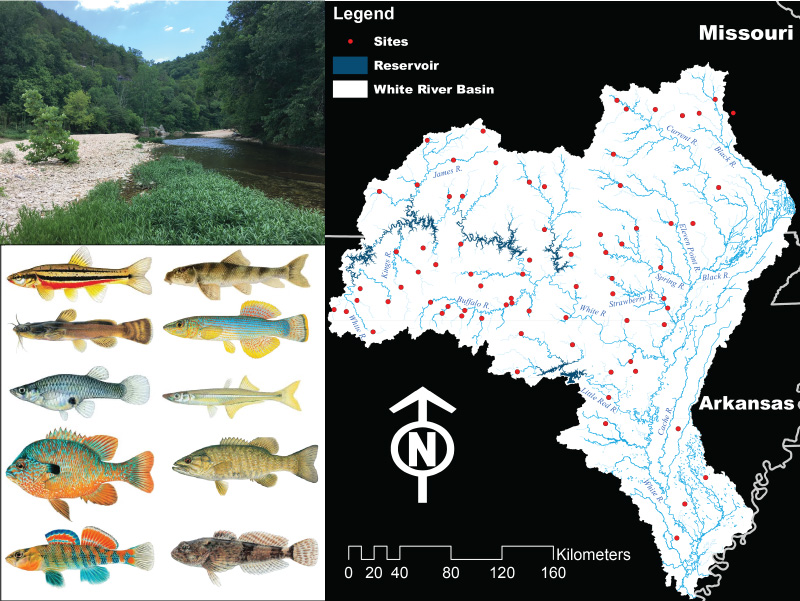 Legend
Sites
Reservoir
White River Basin
Missouri
Current R.
Black R.
James R.
Kings R.
Eleven Point R.
Spring R.
Black R.
Buffalo R.
White R.
Strawberry R.
White R.
Little Red R.
Cache R.
Arkansas
N
White R.
Kilometers
0 20 40 80 120 160